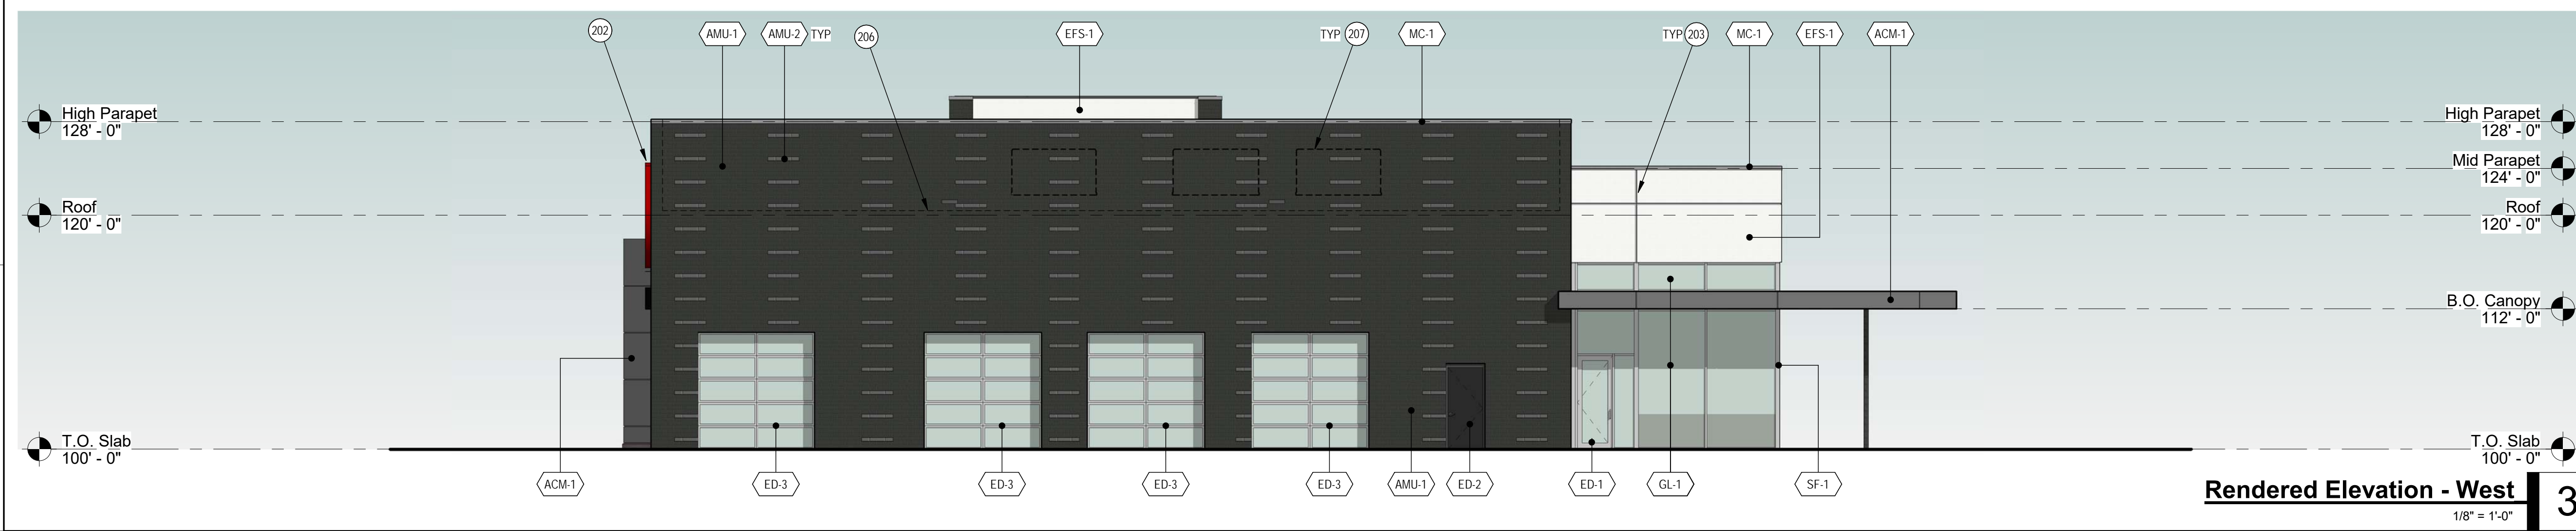 202
AMU-1
AMU-2 TYP
206
EFS-1
TYP 207
MC-1
TYP 203
MC-1
EFS-1
ACM-1
High Parapet
128' - 0"
Roof
120' - 0"
T.O. Slab
100' - 0"
High Parapet
128' - 0"
Mid Parapet
124' - 0"
Roof
120' - 0"
B.O. Canopy
112' - 0"
T.O. Slab
100' - 0"
ACM-1
ED-3
ED-3
ED-3
ED-3
AMU-1
ED-2
ED-1
GL-1
SF-1
Rendered Elevation - West
1/8" = 1'-0"
3